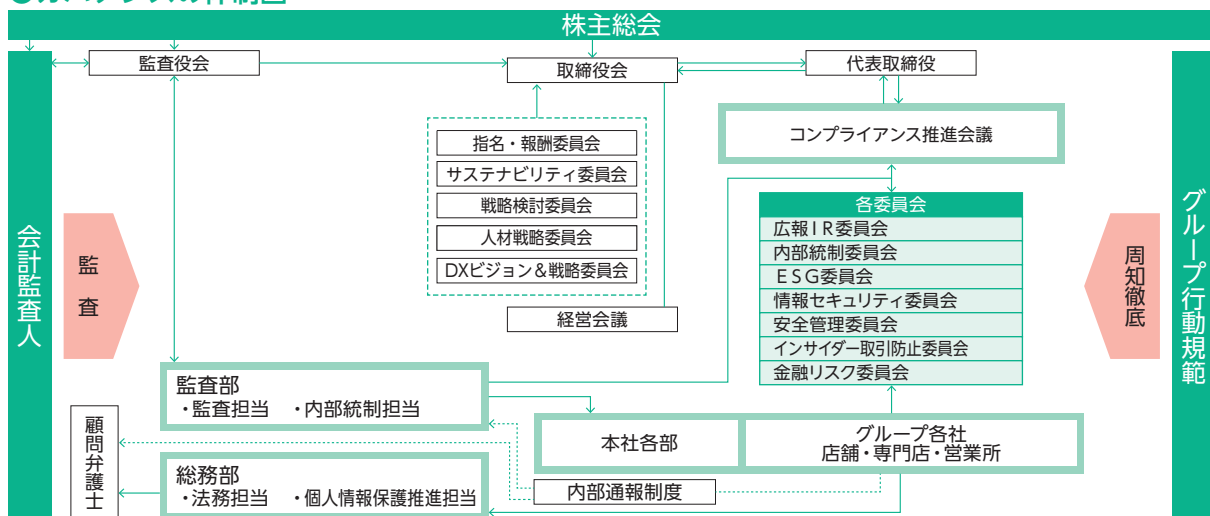 株主総会
監査役会
取締役会
代表取締役
コンプライアンス推進会議
指名・報酬委員会
サステナビリティ委員会
戦略検討委員会
人材戦略委員会
DXビジョン&戦略委員会
経営会議
各委員会
広報IR委員会
内部統制委員会
ESG委員会
情報セキュリティ委員会
安全管理委員会
インサイダー取引防止委員会
金融リスク委員会
会計監査人
監査
周知徹底
グループ行動規範
監査部
・監査担当 ・内部統制担当
本社各部
グループ各社
店舗・専門店・営業所
顧問弁護士
総務部
・法務担当 ・個人情報保護推進担当
内部通報制度